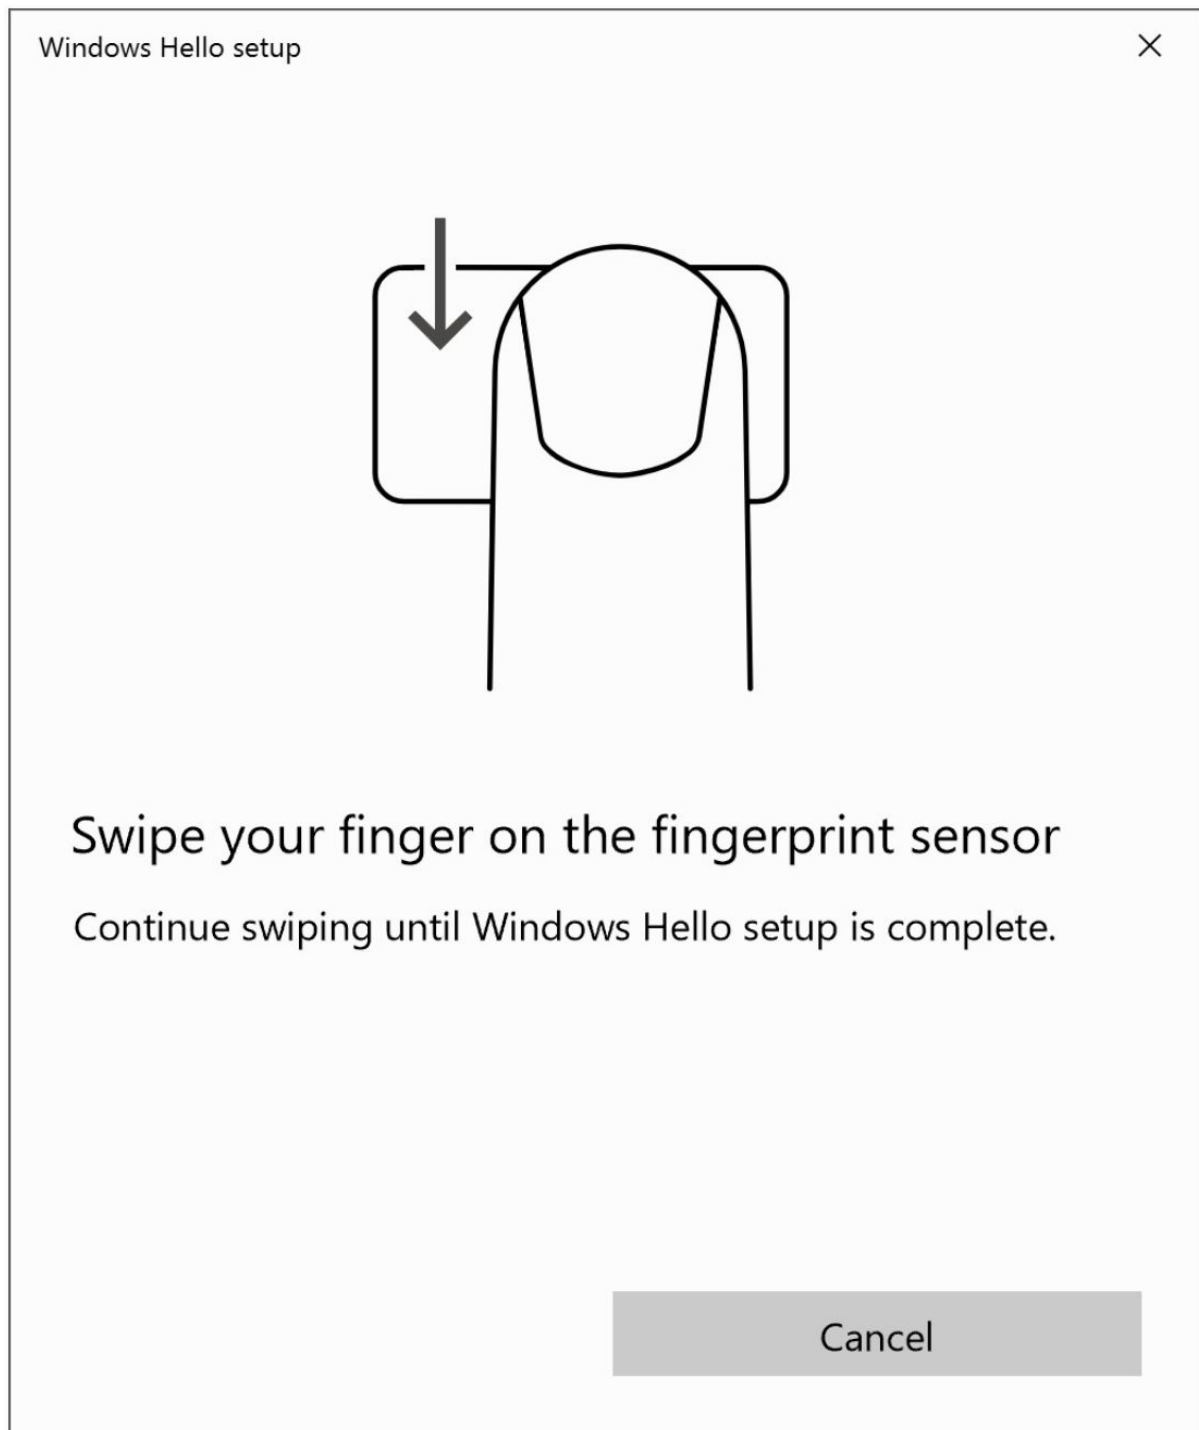 Windows Hello setup
Swipe your finger on the fingerprint sensor
Continue swiping until Windows Hello setup is complete.
Cancel